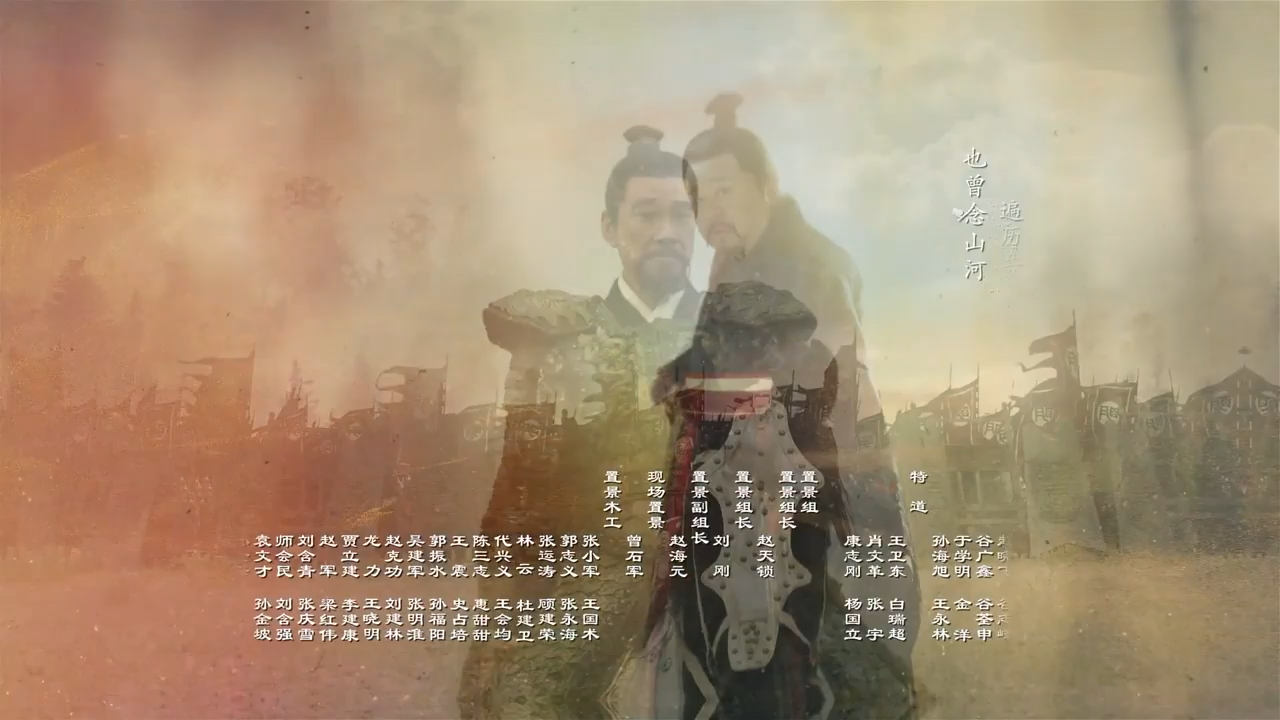 遍历
也曾念山河
特道
谷广鑫
于学明
孙海旭
王卫东
肖文革
康志刚
谷荃申
金洋
王永林
白瑞超
张宇
杨国立
置景组
置景组长
赵天锁
置景组长
刘刚
置景副组长
赵海元
现场置景
曾石军
置景木工
张小军
郭志义
张运涛
林云
代兴义
陈三志
王震
郭振水
吴建军
赵克功
龙力
贾立建
赵军
刘含青
师会民
袁文才
王国术
张永海
顾建荣
杜建卫
王会均
惠甜甜
史占培
孙福阳
张明淮
刘建林
王晓明
李建康
梁红伟
张庆雪
刘含强
孙金坡